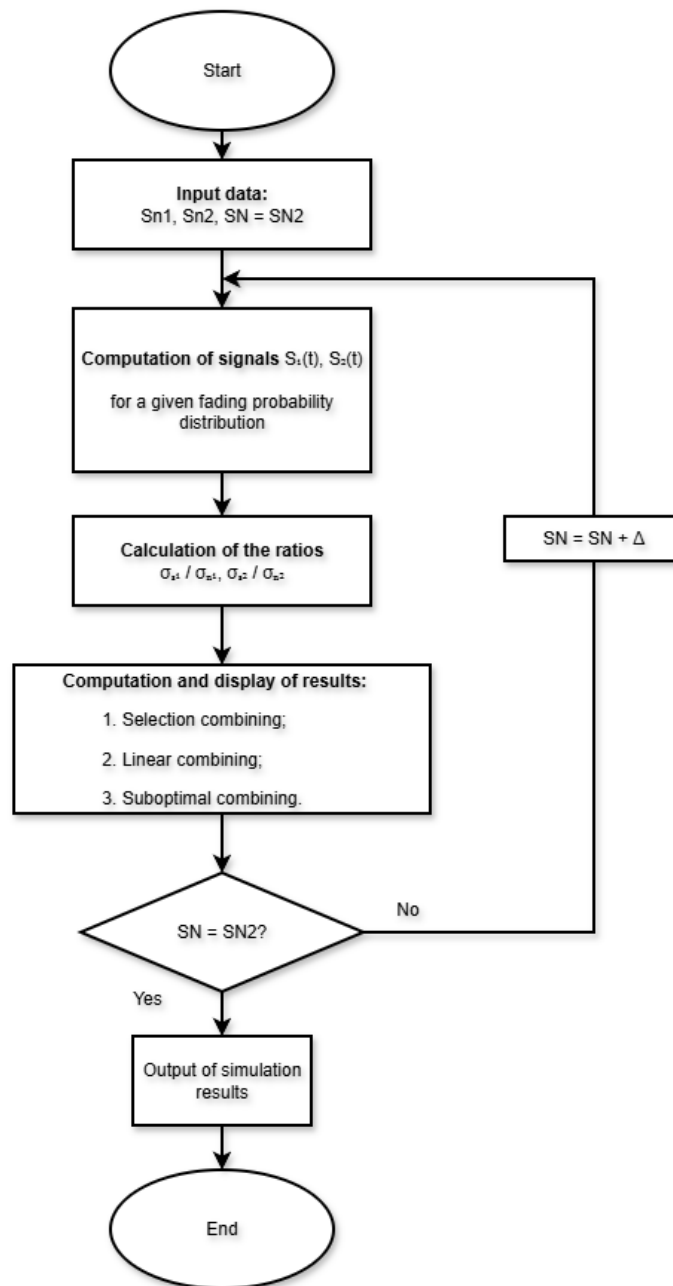 Start
Input data:
Sn1, Sn2, SN = SN2
Computation of signals S₁(t), S₂(t)
for a given fading probability
distribution
Calculation of the ratios
σₛ₁ / σₙ₁, σₛ₂ / σₙ₂
SN = SN + Δ
Computation and display of results:
1. Selection combining;
2. Linear combining;
3. Suboptimal combining.
SN = SN2?
No
Yes
Output of simulation
results
End